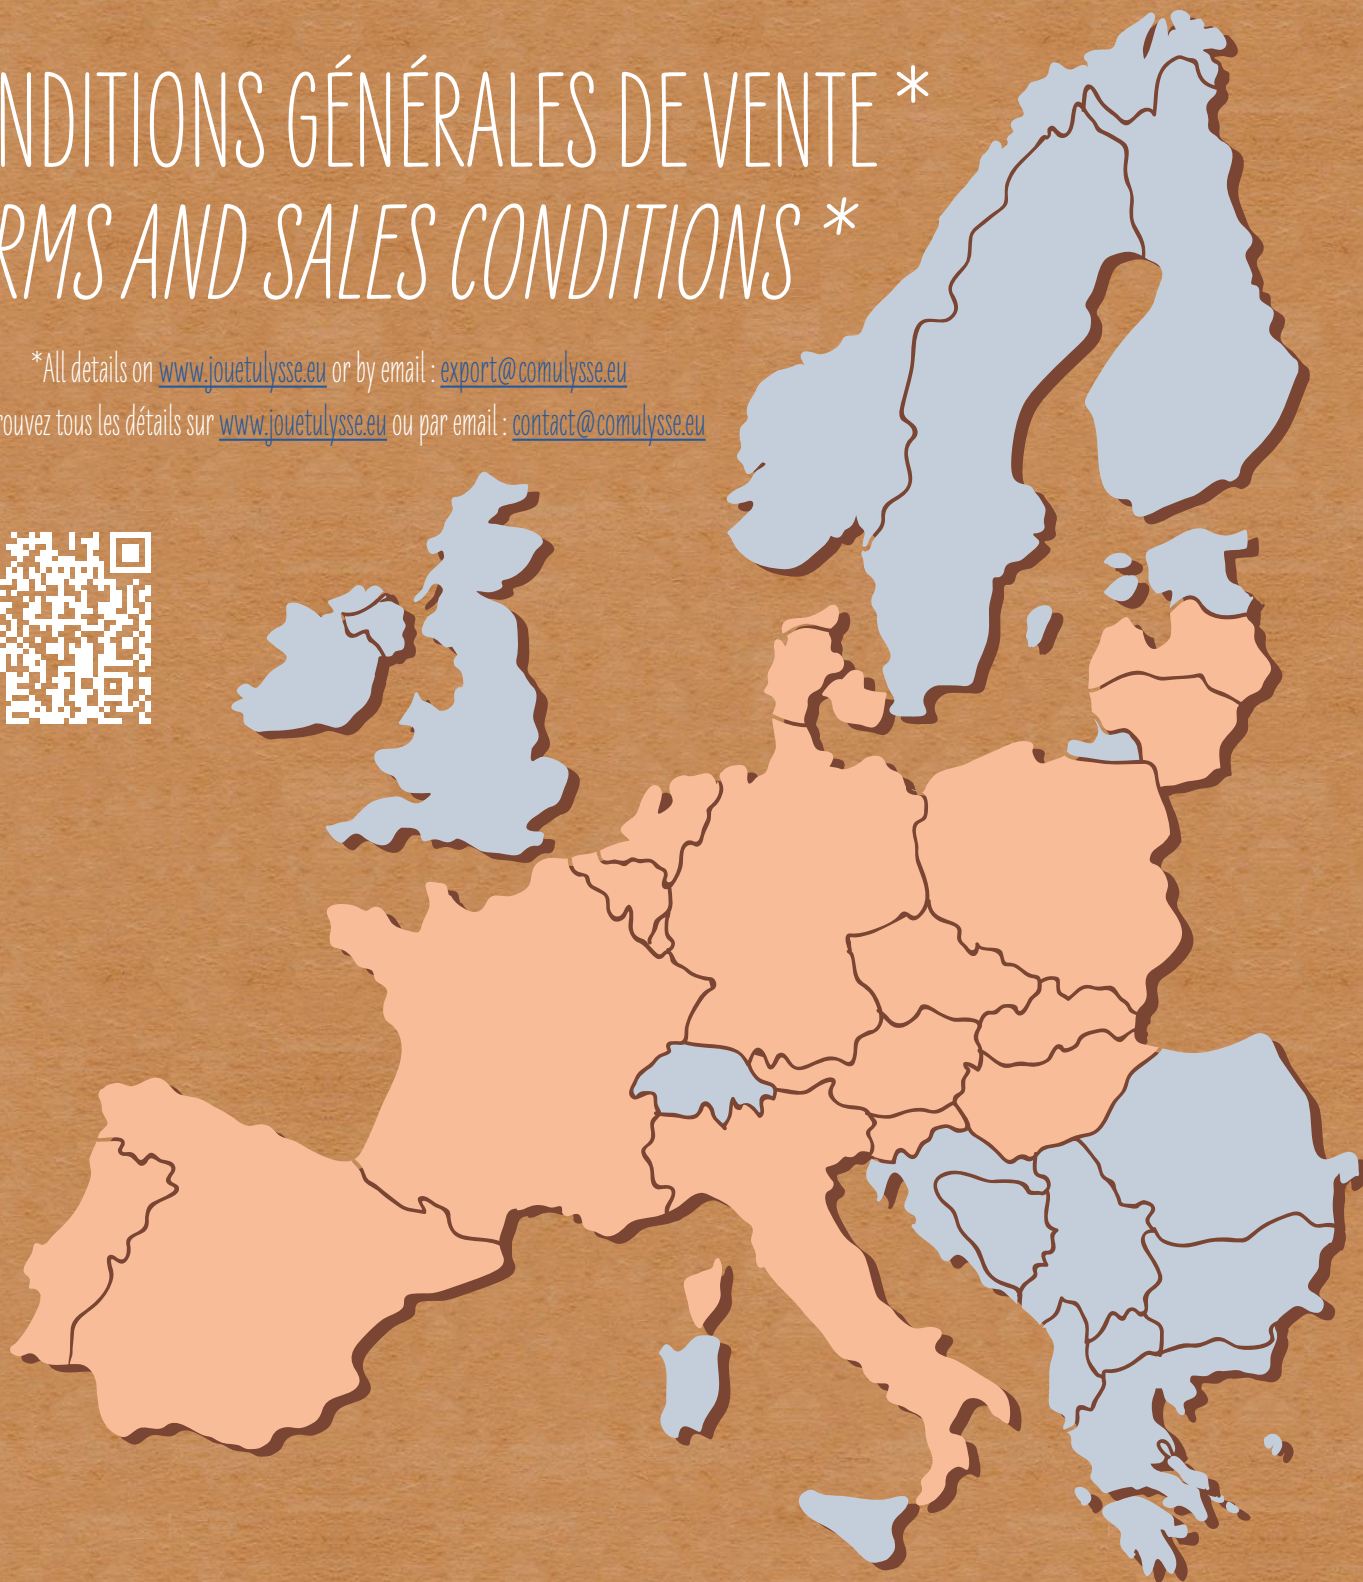 NDITIONS GÉNÉRALES DE VENTE *
RMS AND SALES CONDITIONS *
*All details on www.jouetulysse.eu or by email : export@comulysse.eu
rouvez tous les détails sur www.jouetulysse.eu ou par email : contact@comulysse.eu